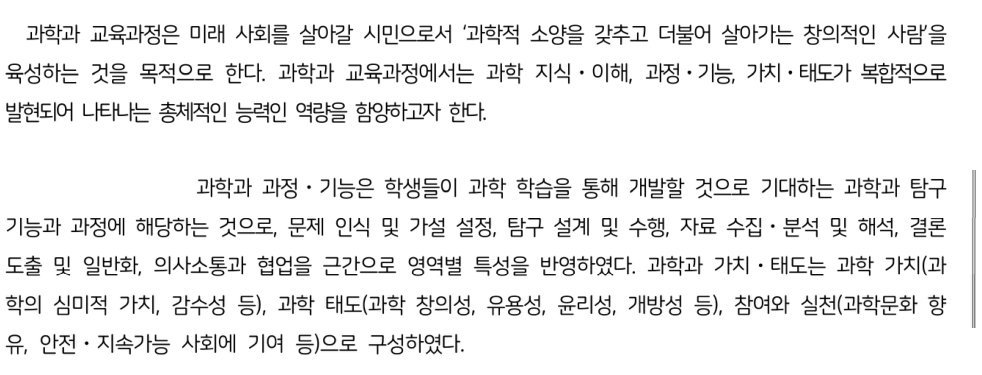 과학과 교육과정은 미래 사회를 살아갈 시민으로서 ‘과학적 소양을 갖추고 더불어 살아가는 창의적인 사람’을
육성하는 것을 목적으로 한다. 과학과 교육과정에서는 과학 지식・이해, 과정・기능, 가치・태도가 복합적으로
발현되어 나타나는 총체적인 능력인 역량을 함양하고자 한다.
과학과 과정・기능은 학생들이 과학 학습을 통해 개발할 것으로 기대하는 과학과 탐구
기능과 과정에 해당하는 것으로, 문제 인식 및 가설 설정, 탐구 설계 및 수행, 자료 수집・분석 및 해석, 결론
도출 및 일반화, 의사소통과 협업을 근간으로 영역별 특성을 반영하였다. 과학과 가치・태도는 과학 가치(과
학의 심미적 가치, 감수성 등), 과학 태도(과학 창의성, 유용성, 윤리성, 개방성 등), 참여와 실천(과학문화 향
유, 안전・지속가능 사회에 기여 등)으로 구성하였다.